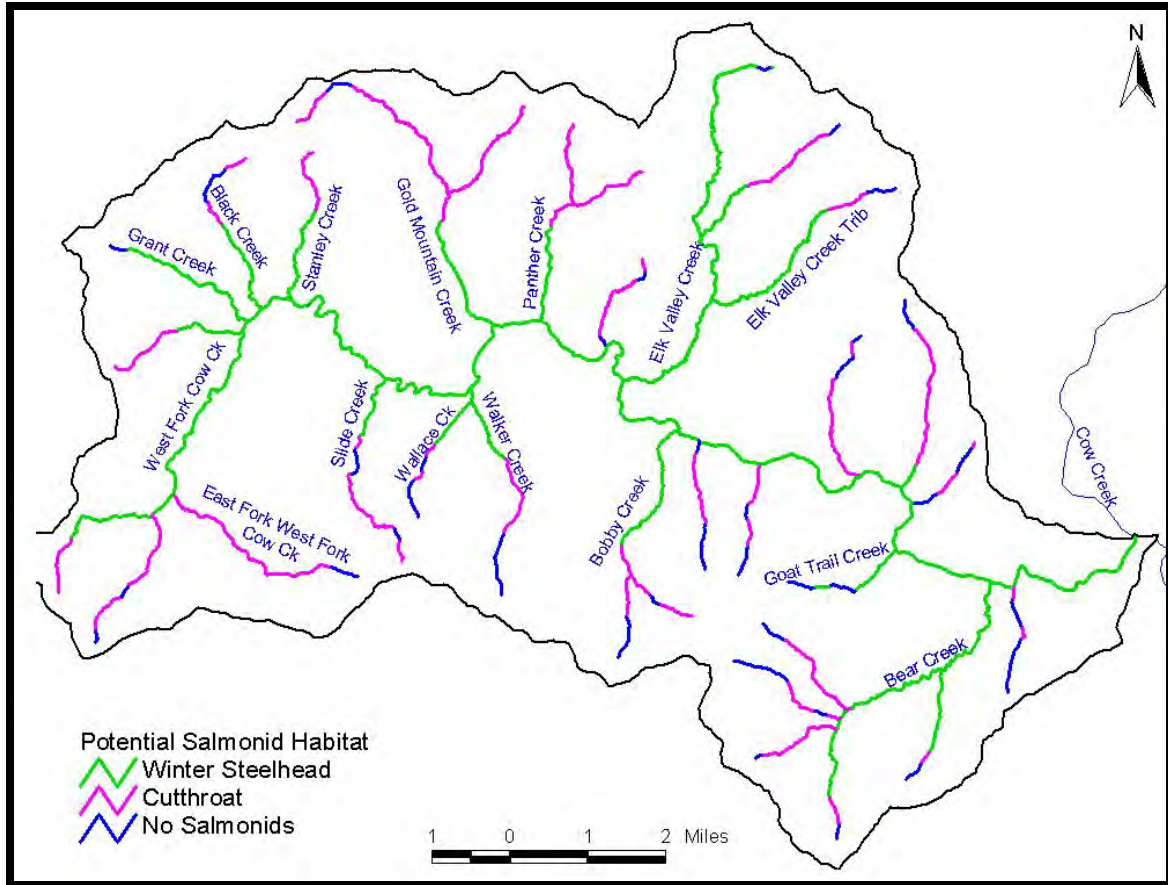 N
Black Creek
Grant Creek
Stanley Creek
Gold Mountain Creek
Panther Creek
Elk Valley Creek
Elk Valley Creek Trib
West Fork Cow Ck
Slide Creek
Wallace Ck
Walker Creek
Cow Creek
East Fork West Fork
Cow Ck
Bobby Creek
Goat Trail Creek
Bear Creek
Potential Salmonid Habitat
Winter Steelhead
Cutthroat
No Salmonids
1 0 1 2 Miles